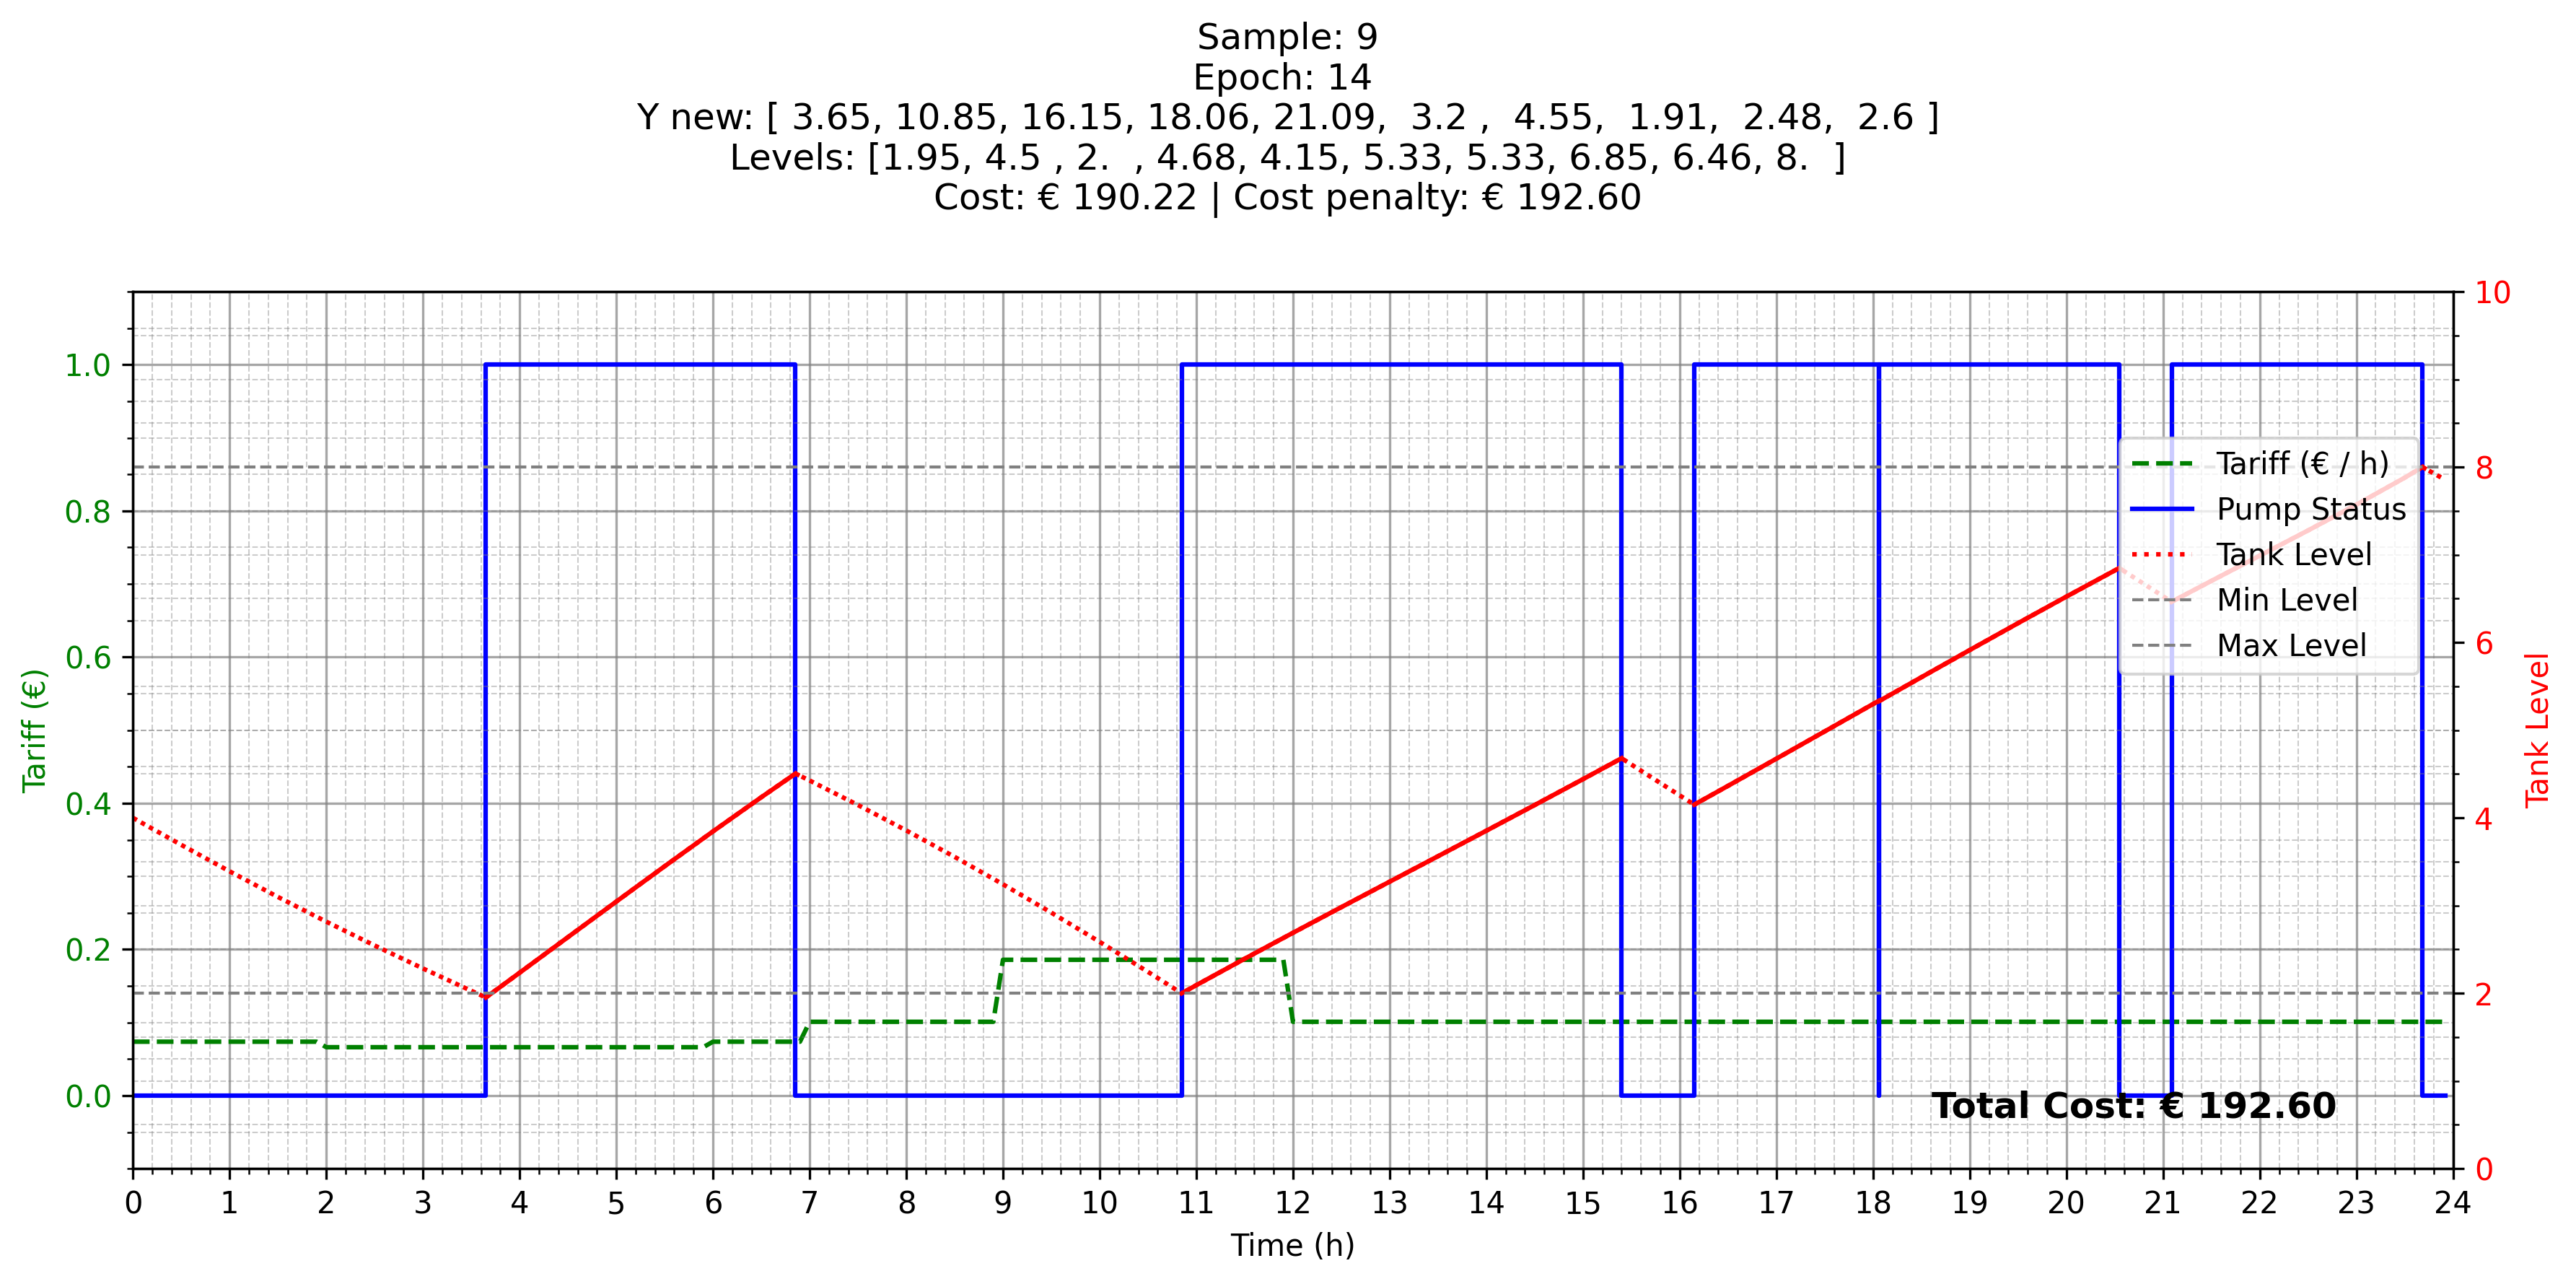 Sample: 9
Epoch: 14
Y new: [ 3.65, 10.85, 16.15, 18.06, 21.09,  3.2 ,  4.55,  1.91,  2.48,  2.6 ]
Levels: [1.95, 4.5 , 2.  , 4.68, 4.15, 5.33, 5.33, 6.85, 6.46, 8.  ]
Cost: € 190.22 | Cost penalty: € 192.60
10
1.0
8
0.8
6
0.6
4
0.4
2
0.2
0
0.0
Tariff (€)
Tank Level
Tariff (€ / h)
Pump Status
Tank Level
Min Level
Max Level
Total Cost: € 192.60
0 1 2 3 4 5 6 7 8 9 10 11 12 13 14 15 16 17 18 19 20 21 22 23 24
Time (h)